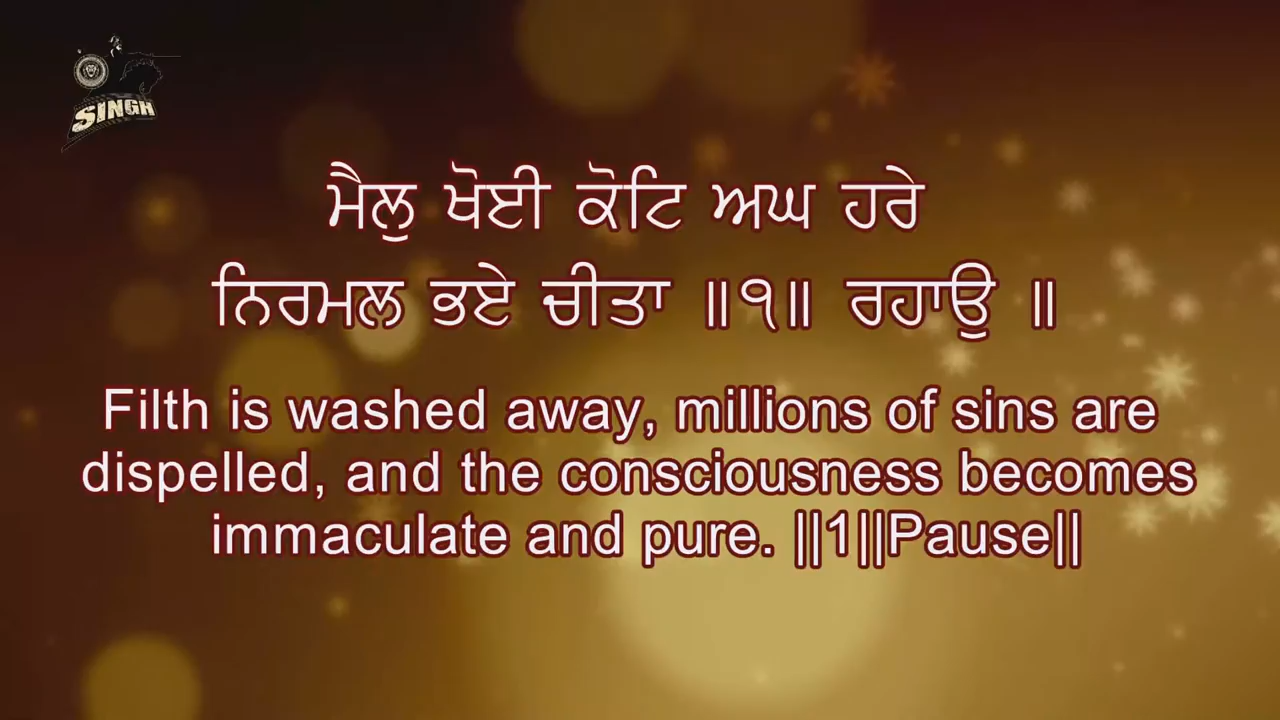 SINGH
ਮੈਲੁ ਖੋਈ ਕੋਟਿ ਅਘ ਹਰੇ
ਨਿਰਮਲ ਭਏ ਚੀਤਾ ॥੧॥ ਰਹਾਉ ॥
Filth is washed away, millions of sins are
dispelled, and the consciousness becomes
immaculate and pure. ||1||Pause||